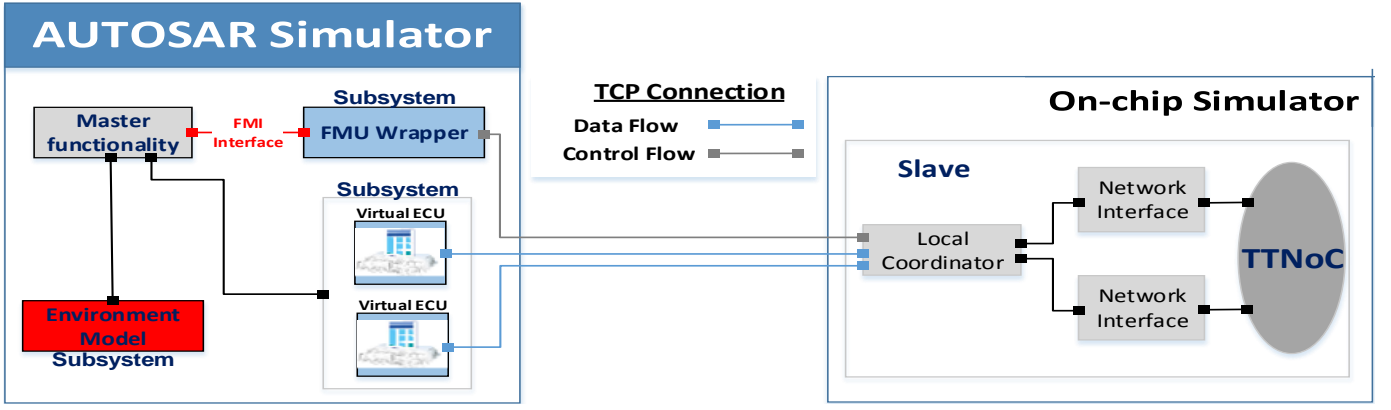 AUTOSAR Simulator
Subsystem
Master
functionality
FMI
Interface
FMU Wrapper
Subsystem
Virtual ECU
Virtual ECU
Environment
Model
Subsystem
TCP Connection
Data Flow
Control Flow
On-chip Simulator
Slave
Local
Coordinator
Network
Interface
Network
Interface
TTNoC